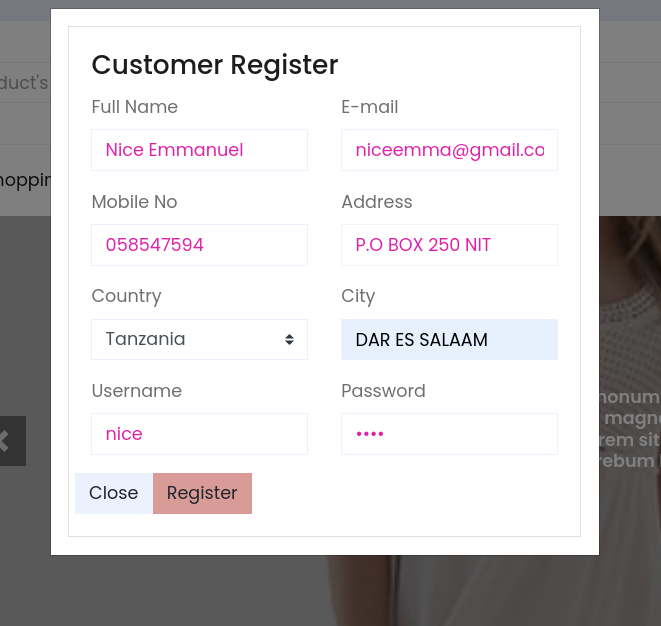 Customer Register
Full Name
E-mail
Nice Emmanuel
niceemma@gmail.co
Mobile No
Address
058547594
P.O BOX 250 NIT
Country
City
Tanzania
DAR ES SALAAM
Username
Password
nice
••••
Close
Register
duct's
hoppin
nonum
magna
rem sit
rebum